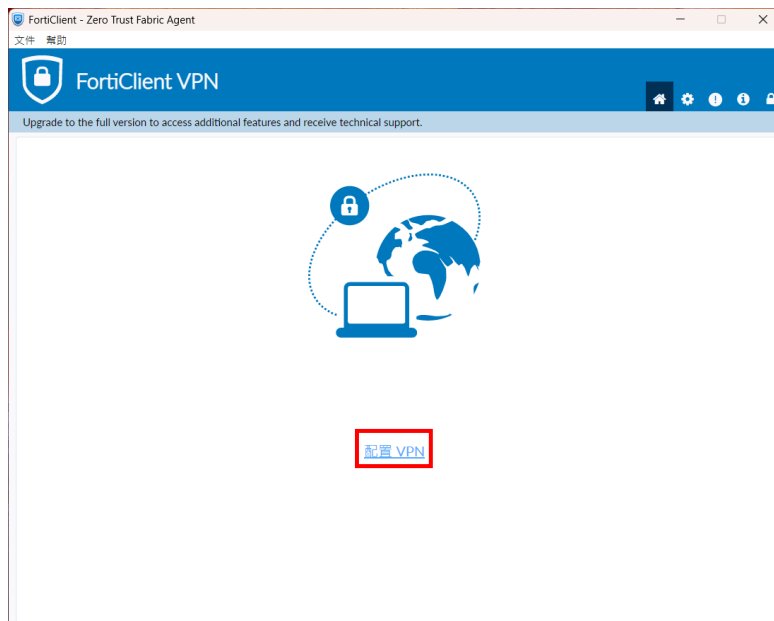 FortiClient - Zero Trust Fabric Agent
文件 幫助
FortiClient VPN
Upgrade to the full version to access additional features and receive technical support.
配置 VPN